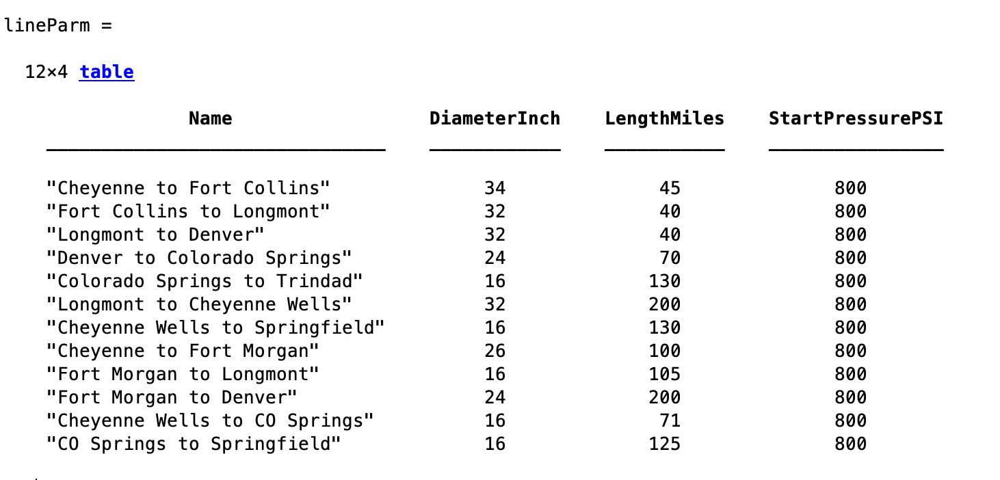 lineParm =
12×4 table
Name DiameterInch LengthMiles StartPressurePSI
"Cheyenne to Fort Collins" 34 45 800
"Fort Collins to Longmont" 32 40 800
"Longmont to Denver" 32 40 800
"Denver to Colorado Springs" 24 70 800
"Colorado Springs to Trindad" 16 130 800
"Longmont to Cheyenne Wells" 32 200 800
"Cheyenne Wells to Springfield" 16 130 800
"Cheyenne to Fort Morgan" 26 100 800
"Fort Morgan to Longmont" 16 105 800
"Fort Morgan to Denver" 24 200 800
"Cheyenne Wells to CO Springs" 16 71 800
"CO Springs to Springfield" 16 125 800